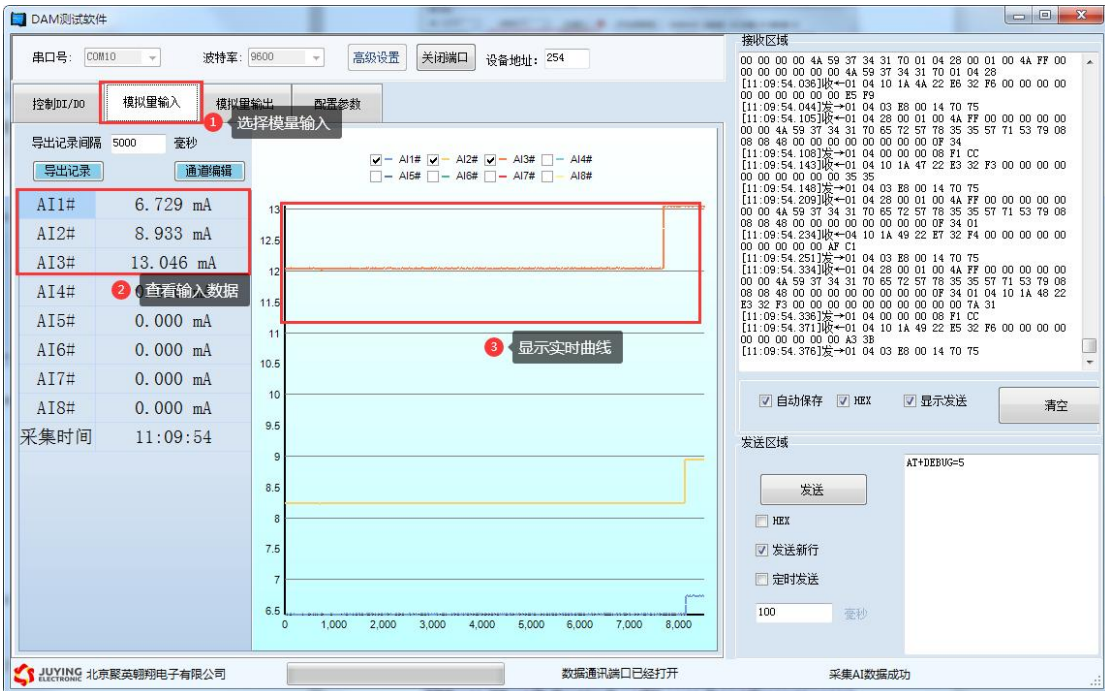 DAM测试软件
串口号: COM10 波特率: 9600 高级设置 关闭端口 设备地址: 254
控制DI/DO 模拟量输入 模拟量输出 配置参数
1 选择模量输入
导出记录间隔 5000 毫秒
导出记录 通道编辑
AI1# 6.729 mA
AI2# 8.933 mA
AI3# 13.046 mA
AI4#
2 查看输入数据
AI5# 0.000 mA
AI6# 0.000 mA
AI7# 0.000 mA
AI8# 0.000 mA
采集时间 11:09:54
AI1# AI2# AI3# AI4#
AI5# AI6# AI7# AI8#
13
12.5
12
11.5
11
10.5
10
9.5
9
8.5
8
7.5
7
6.5
0 1,000 2,000 3,000 4,000 5,000 6,000 7,000 8,000
3 显示实时曲线
接收区域
00 00 00 00 4A 59 37 34 31 70 01 04 28 00 01 00 4A FF 00
00 00 00 00 00 00 4A 59 37 34 31 70 01 04 28
[11:09:54.036]收←01 04 10 1A 4A 22 E6 32 F6 00 00 00 00
00 00 00 00 00 00 E5 F9
[11:09:54.044]发→01 04 03 E8 00 14 70 75
[11:09:54.105]收←01 04 28 00 01 00 4A FF 00 00 00 00 00
00 00 4A 59 37 34 31 70 65 72 57 78 35 35 57 71 53 79 08
08 08 48 00 00 00 00 00 00 00 00 00 0F 34
[11:09:54.108]发→01 04 00 00 00 08 F1 CC
[11:09:54.143]收←01 04 10 1A 47 22 E3 32 F3 00 00 00 00
00 00 00 00 00 00 35 35
[11:09:54.148]发→01 04 03 E8 00 14 70 75
[11:09:54.209]收←01 04 28 00 01 00 4A FF 00 00 00 00 00
00 00 4A 59 37 34 31 70 65 72 57 78 35 35 57 71 53 79 08
08 08 48 00 00 00 00 00 00 00 00 00 0F 34 01
[11:09:54.234]收←04 10 1A 49 22 E7 32 F4 00 00 00 00 00
00 00 00 00 00 AF C1
[11:09:54.251]发→01 04 03 E8 00 14 70 75
[11:09:54.334]收←01 04 28 00 01 00 4A FF 00 00 00 00 00
00 00 4A 59 37 34 31 70 65 72 57 78 35 35 57 71 53 79 08
08 08 48 00 00 00 00 00 00 00 00 00 0F 34 01 04 10 1A 48 22
E3 32 F3 00 00 00 00 00 00 00 00 00 00 7A 31
[11:09:54.336]发→01 04 00 00 00 08 F1 CC
[11:09:54.371]收←01 04 10 1A 49 22 E5 32 F6 00 00 00 00
00 00 00 00 00 00 A3 3B
[11:09:54.376]发→01 04 03 E8 00 14 70 75
自动保存 HEX 显示发送 清空
发送区域
AT+DEBUG=5
发送
HEX
发送新行
定时发送
100 毫秒
JUYING ELECTRONIC 北京聚英翱翔电子有限公司 数据通讯端口已经打开 采集AI数据成功